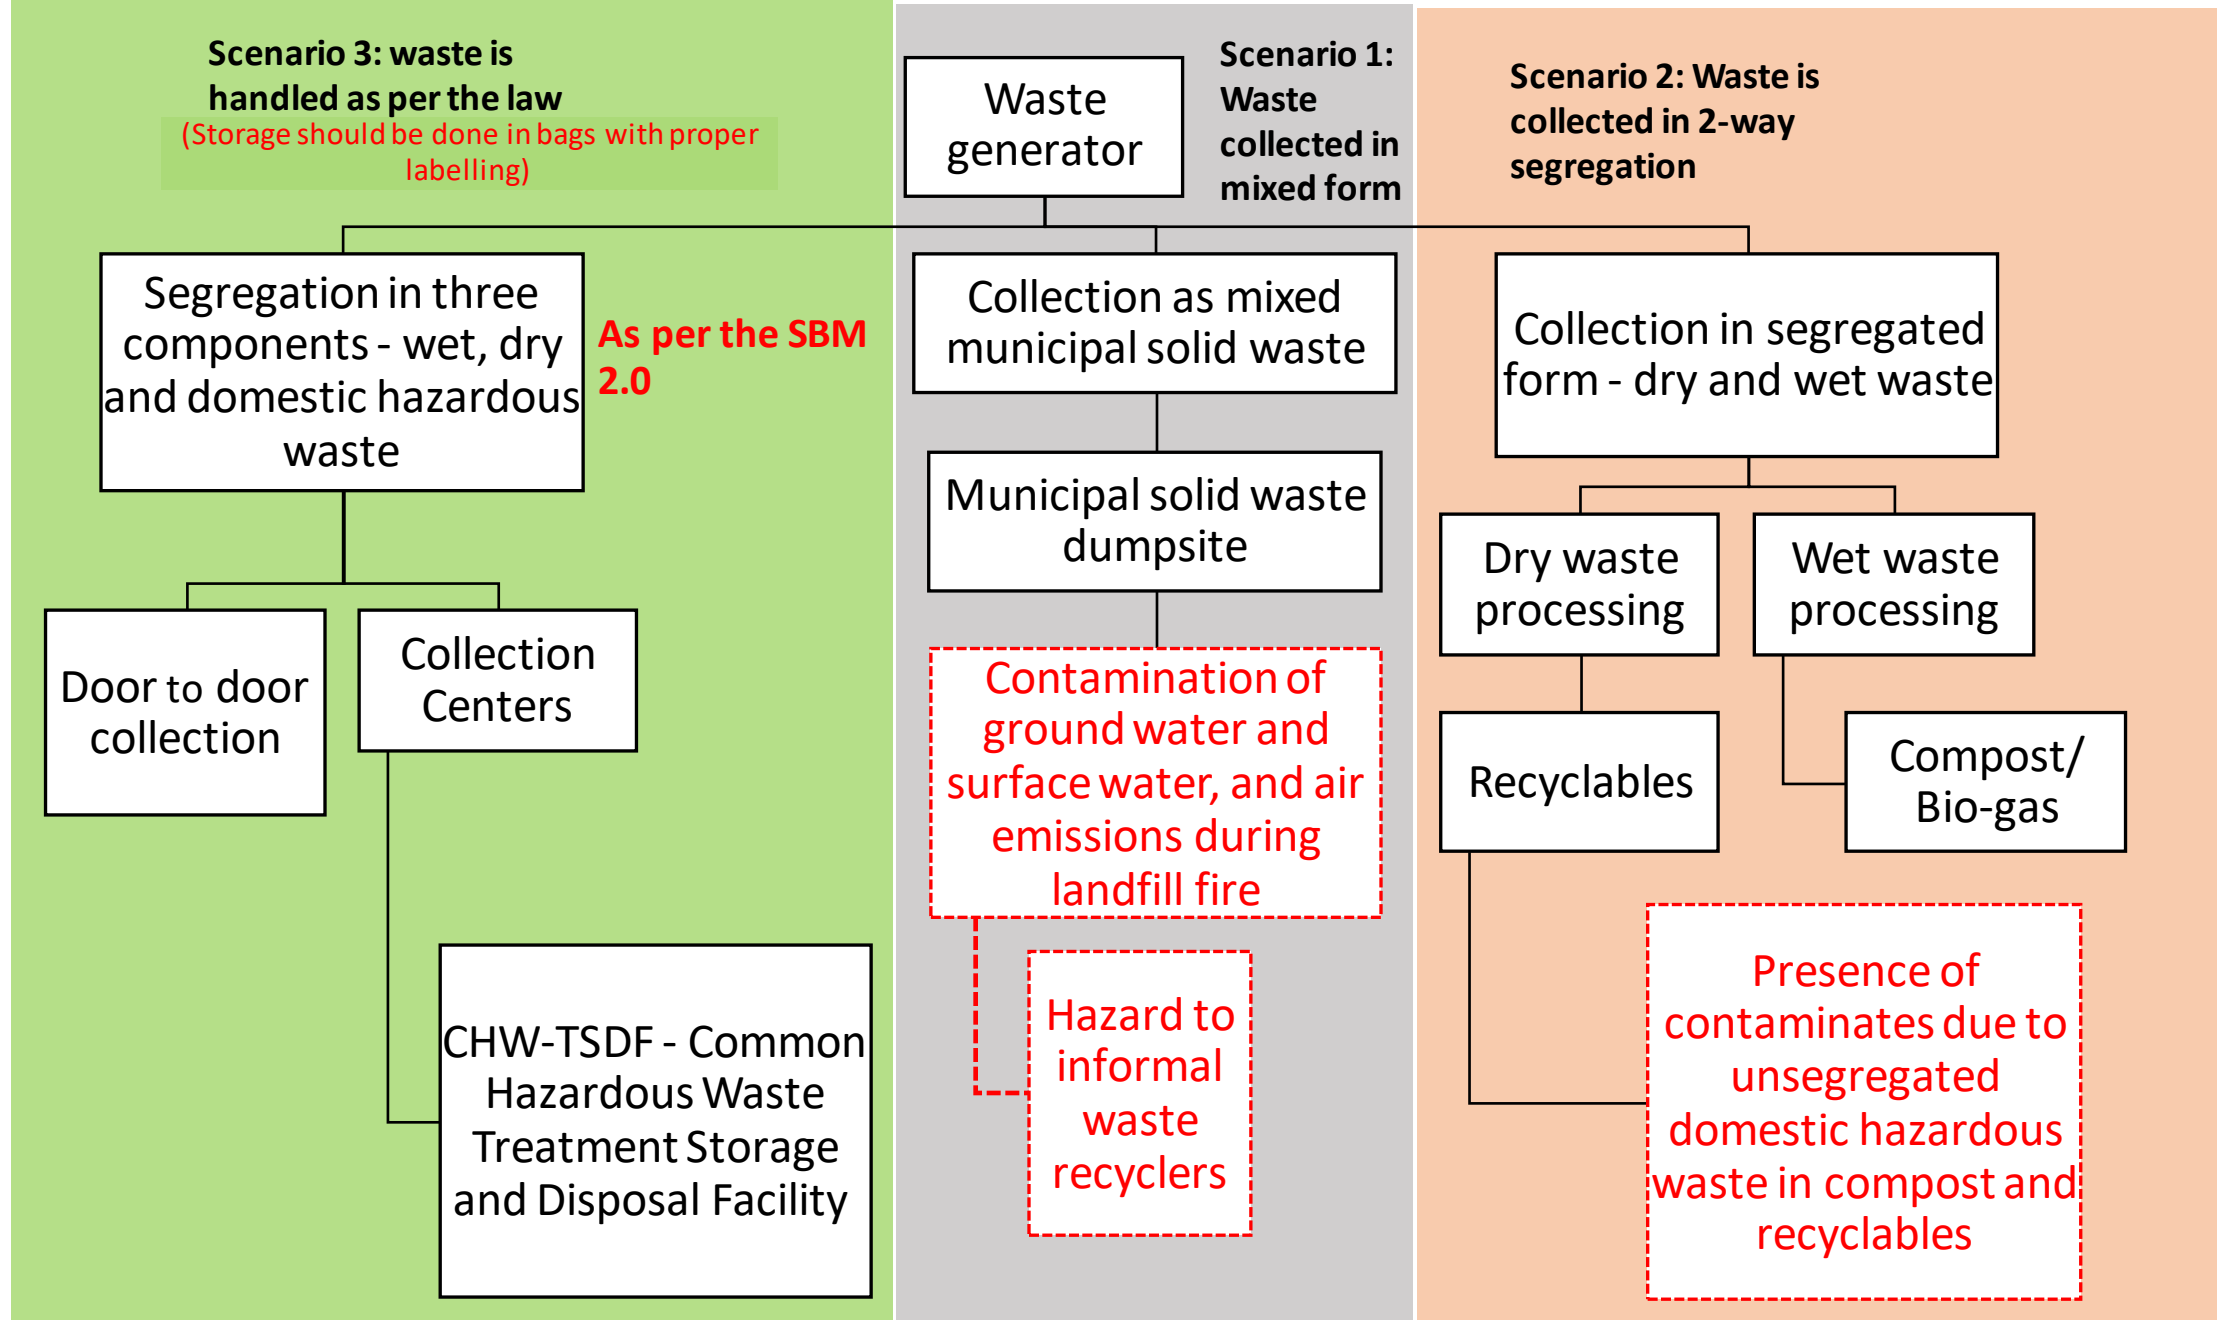 Scenario 3: waste is
handled as per the law
(Storage should be done in bags with proper
labelling)
Segregation in three
components - wet, dry
and domestic hazardous
waste
As per the SBM
2.0
Door to door
collection
Collection
Centers
CHW-TSDF - Common
Hazardous Waste
Treatment Storage
and Disposal Facility
Waste
generator
Scenario 1:
Waste
collected in
mixed form
Collection as mixed
municipal solid waste
Municipal solid waste
dumpsite
Contamination of
ground water and
surface water, and air
emissions during
landfill fire
Hazard to
informal
waste
recyclers
Scenario 2: Waste is
collected in 2-way
segregation
Collection in segregated
form - dry and wet waste
Dry waste
processing
Wet waste
processing
Recyclables
Compost/
Bio-gas
Presence of
contaminates due to
unsegregated
domestic hazardous
waste in compost and
recyclables